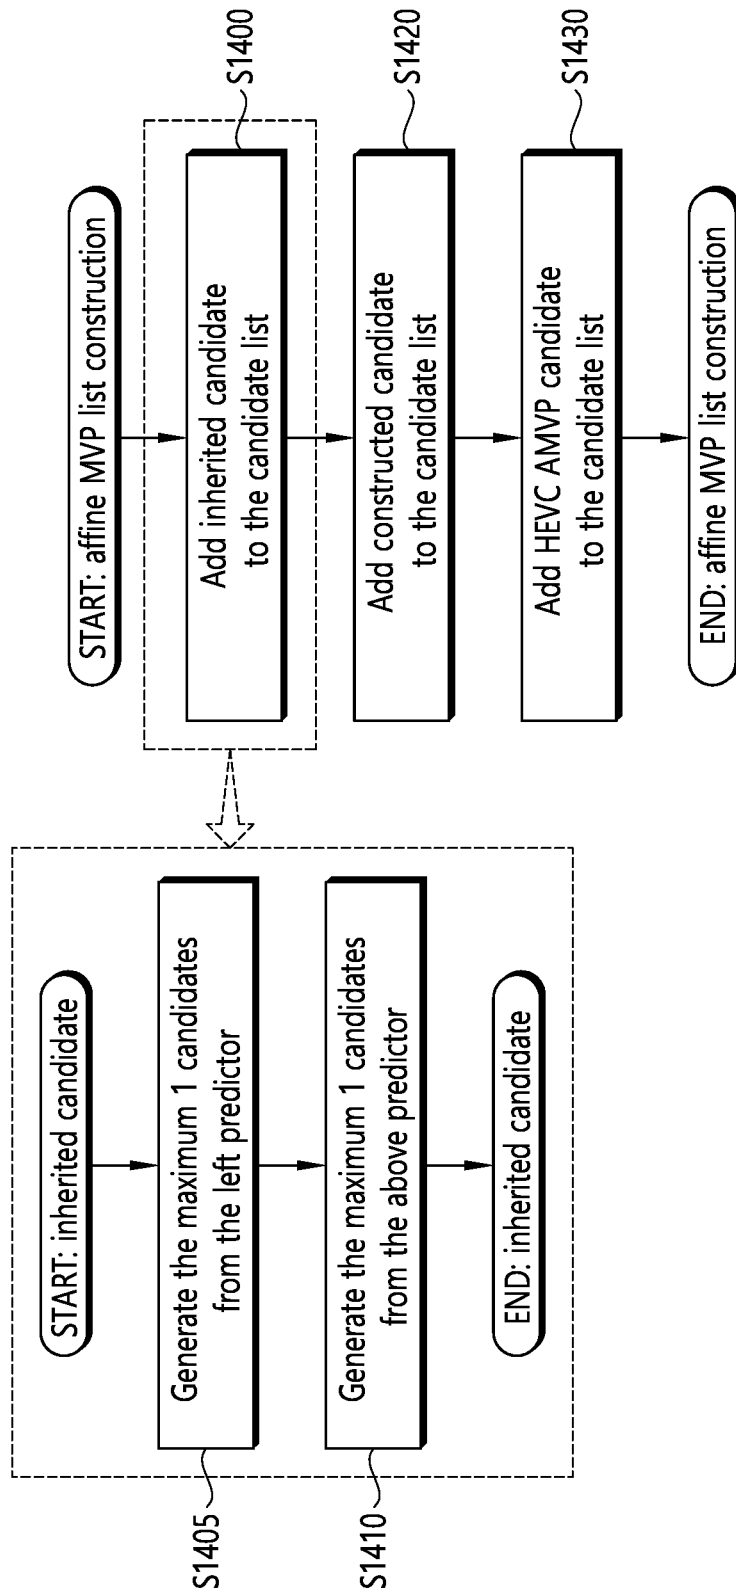 START: affine MVP list construction
Add inherited candidate
to the candidate list
S1400
Add constructed candidate
to the candidate list
S1420
Add HEVC AMVP candidate
to the candidate list
S1430
END: affine MVP list construction
START: inherited candidate
Generate the maximum 1 candidates
from the left predictor
S1405
Generate the maximum 1 candidates
from the above predictor
S1410
END: inherited candidate